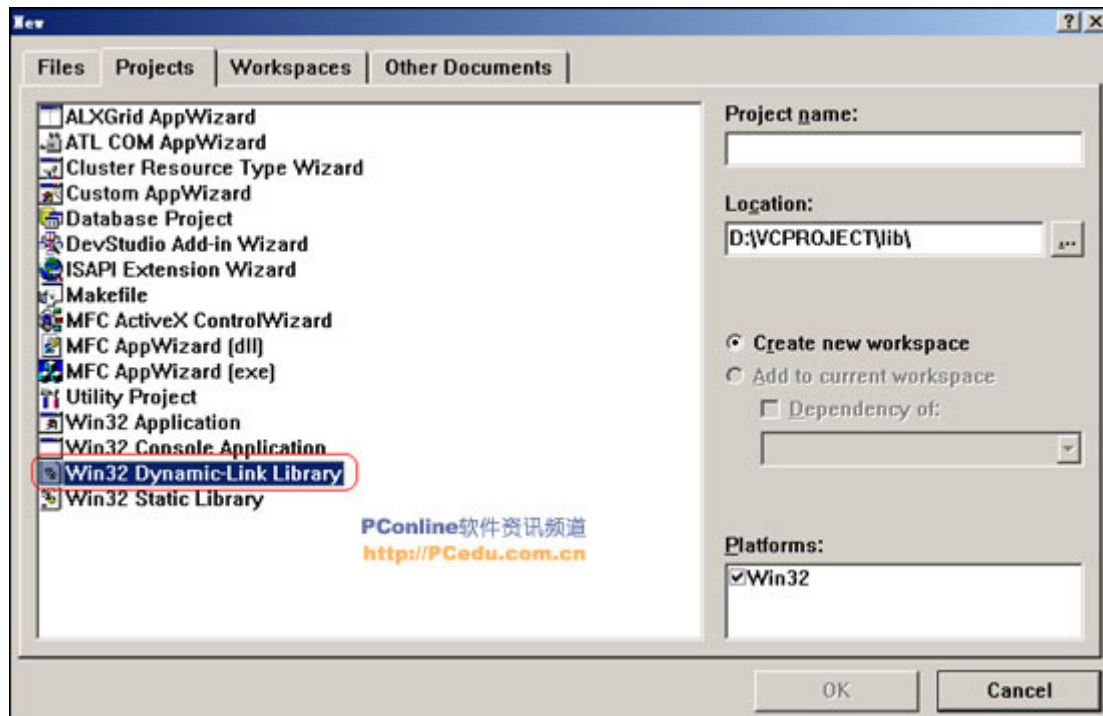 New
Files Projects Workspaces Other Documents
ALXGrid AppWizard
ATL COM AppWizard
Cluster Resource Type Wizard
Custom AppWizard
Database Project
DevStudio Add-in Wizard
ISAPI Extension Wizard
Makefile
MFC ActiveX ControlWizard
MFC AppWizard (dll)
MFC AppWizard (exe)
Utility Project
Win32 Application
Win32 Console Application
Win32 Dynamic-Link Library
Win32 Static Library
PConline软件资讯频道
http://PCedu.com.cn
Project name:
Location:
D:\VCPROJECT\lib\
...
Create new workspace
Add to current workspace
Dependency of:
Platforms:
Win32
OK Cancel